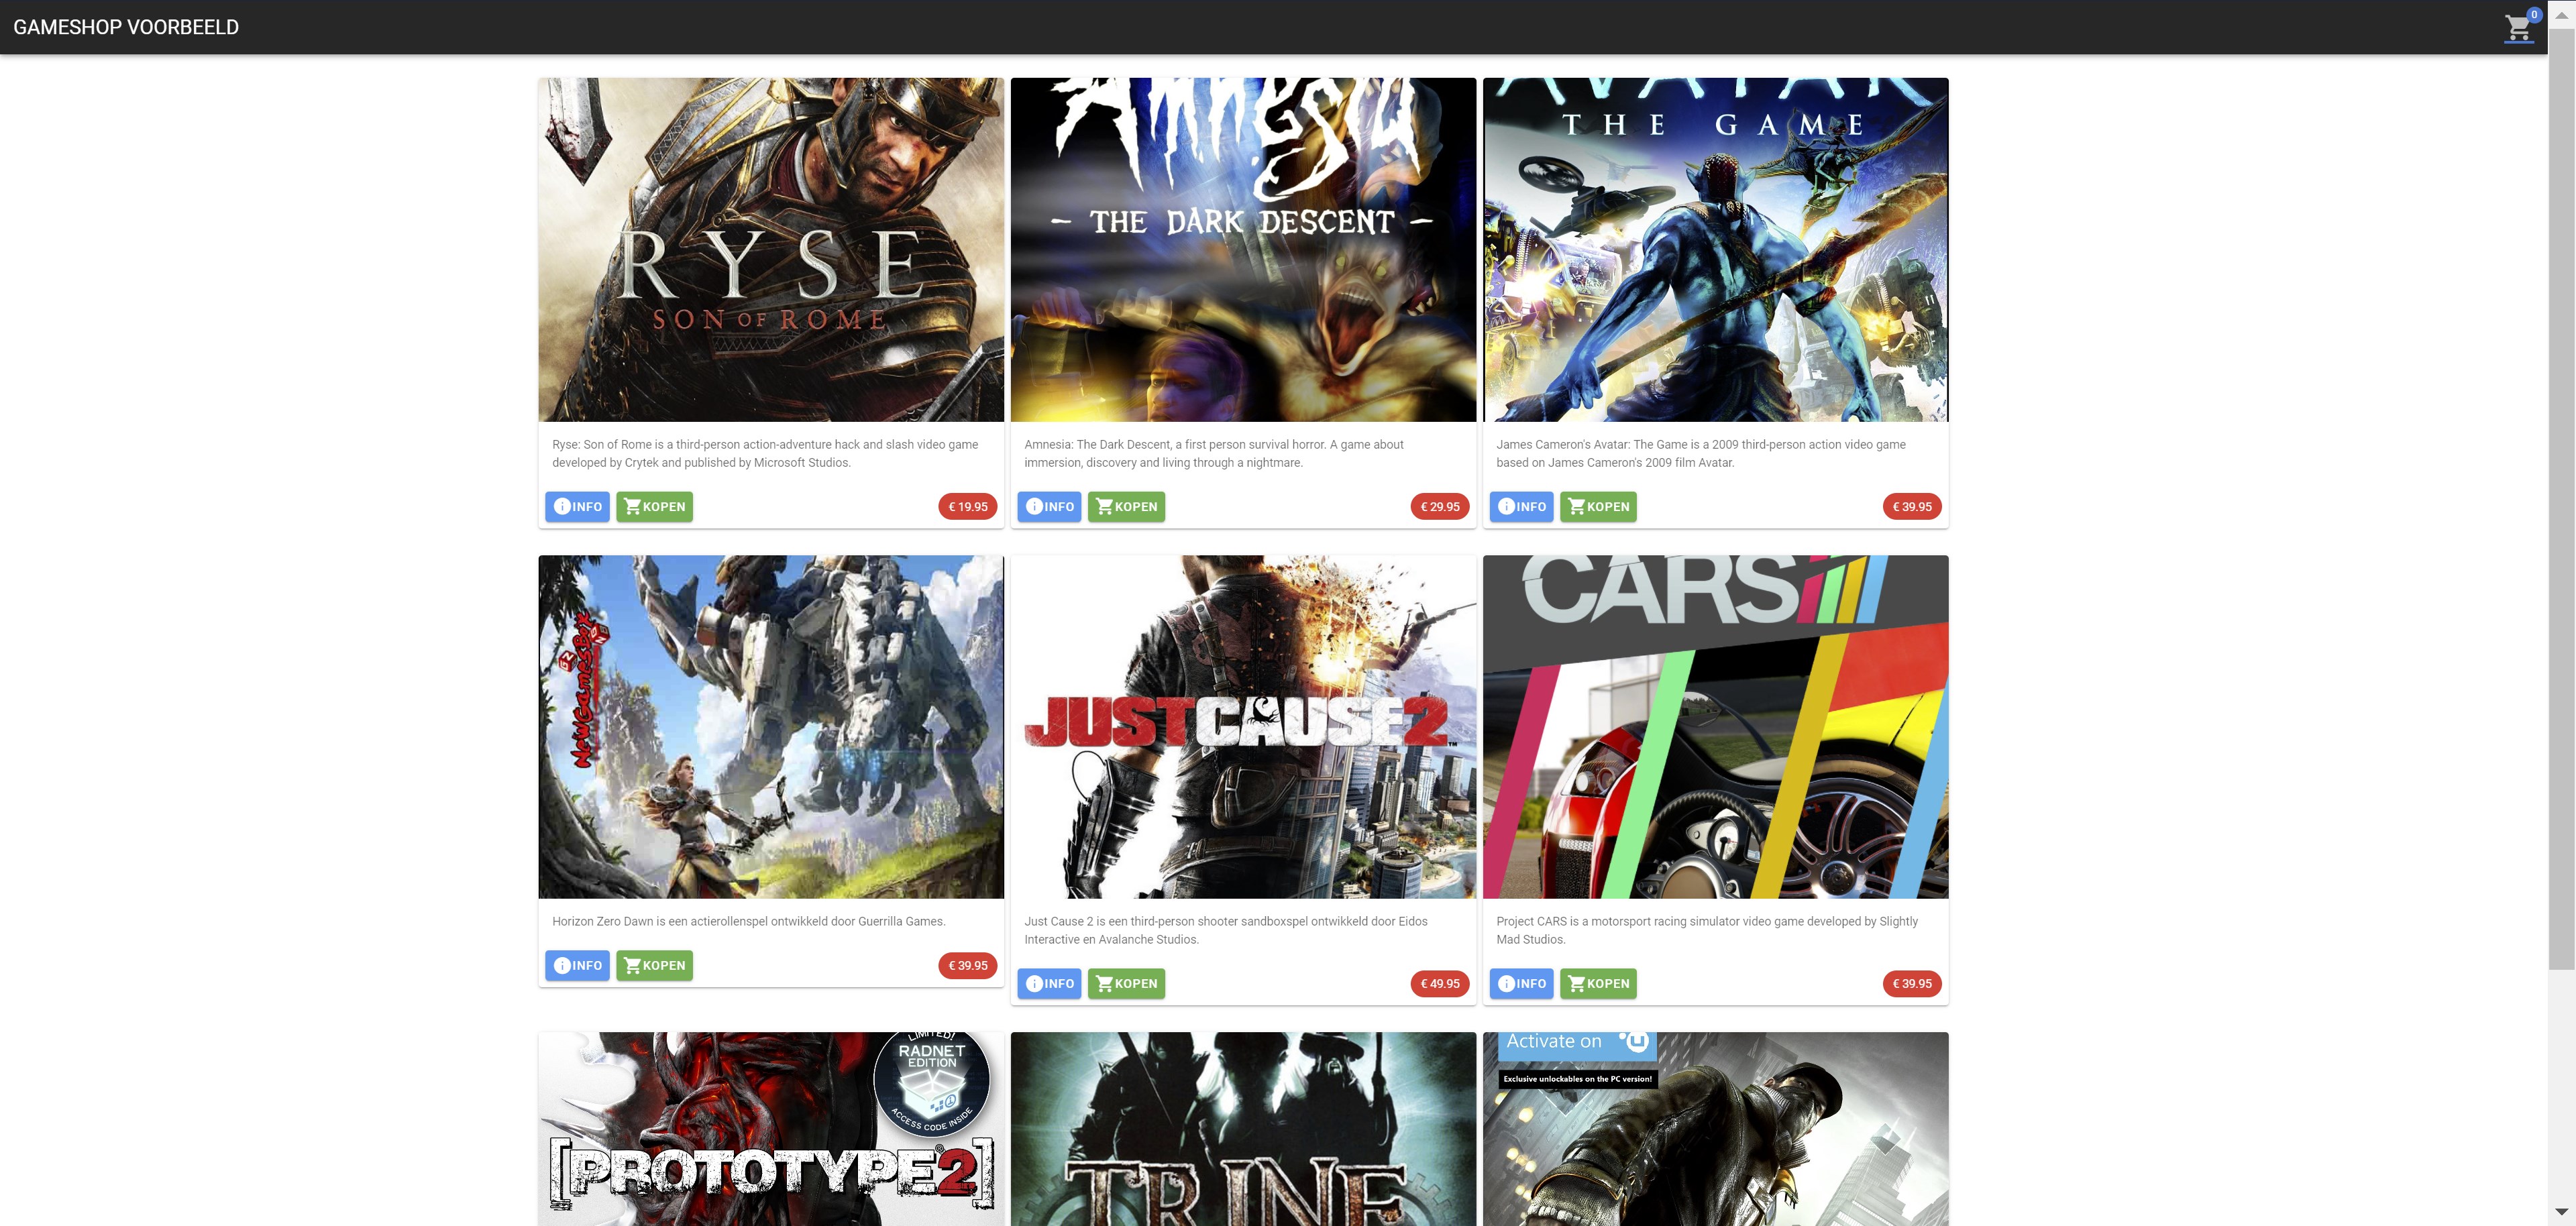 GAMESHOP VOORBEELD
0
RYSE
SON OF ROME
Ryse: Son of Rome is a third-person action-adventure hack and slash video game
developed by Crytek and published by Microsoft Studios.
INFO KOPEN € 19.95
Amnesia
- THE DARK DESCENT -
Amnesia: The Dark Descent, a first person survival horror. A game about
immersion, discovery and living through a nightmare.
INFO KOPEN € 29.95
AVATAR
THE GAME
James Cameron's Avatar: The Game is a 2009 third-person action video game
based on James Cameron's 2009 film Avatar.
INFO KOPEN € 39.95
NewGamesBox
Horizon Zero Dawn is een actierollenspel ontwikkeld door Guerrilla Games.
INFO KOPEN € 39.95
JUST CAUSE 2™
Just Cause 2 is een third-person shooter sandboxspel ontwikkeld door Eidos
Interactive en Avalanche Studios.
INFO KOPEN € 49.95
CARS
Project CARS is a motorsport racing simulator video game developed by Slightly
Mad Studios.
INFO KOPEN € 39.95
LIMITED!
RADNET
EDITION
ACCESS CODE INSIDE
[PROTOTYPE®2]
TRINE
Activate on
Exclusive unlockables on the PC version!